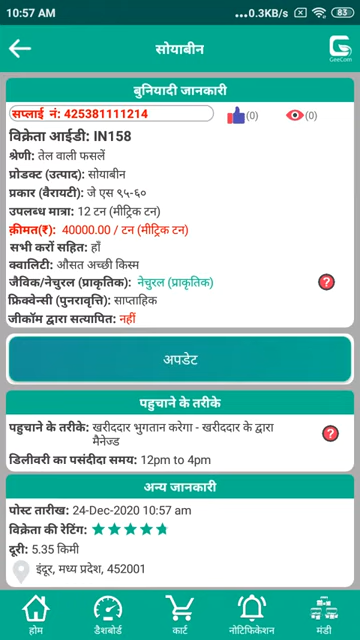 10:57 AM
...0.3KB/s
83
सोयाबीन
GeeCom
बुनियादी जानकारी
सप्लाई नं: 425381111214
(0)
(0)
विक्रेता आईडी: IN158
श्रेणी: तेल वाली फसलें
प्रोडक्ट (उत्पाद): सोयाबीन
प्रकार (वैरायटी): जे एस ९५-६०
उपलब्ध मात्रा: 12 टन (मीट्रिक टन)
क़ीमत(₹): 40000.00 / टन (मीट्रिक टन)
सभी करों सहित: हाँ
क्वालिटी: औसत अच्छी किस्म
जैविक/नेचुरल (प्राकृतिक): नेचुरल (प्राकृतिक)
?
फ्रिक्वेन्सी (पुनरावृत्ति): साप्ताहिक
जीकॉम द्वारा सत्यापित: नहीं
अपडेट
पहुचाने के तरीके
पहुचाने के तरीके: खरीददार भुगतान करेगा - खरीददार के द्वारा
मैनेज्ड
?
डिलीवरी का पसंदीदा समय: 12pm to 4pm
अन्य जानकारी
पोस्ट तारीख: 24-Dec-2020 10:57 am
विक्रेता की रेटिंग:
दूरी: 5.35 किमी
इंदूर, मध्य प्रदेश, 452001
होम
डैशबोर्ड
कार्ट
नोटिफिकेशन
मंडी